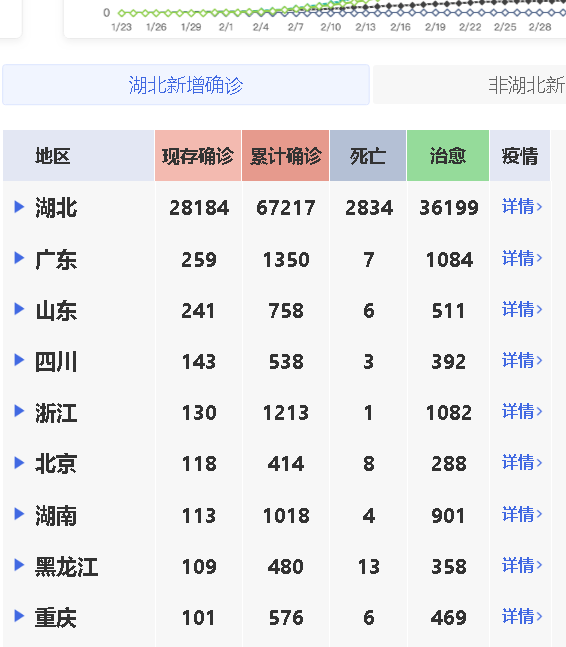 0
1/23 1/26 1/29 2/1 2/4 2/7 2/10 2/13 2/16 2/19 2/22 2/25 2/28
湖北新增确诊 非湖北新
地区 现存确诊 累计确诊 死亡 治愈 疫情
湖北 28184 67217 2834 36199 详情
广东 259 1350 7 1084 详情
山东 241 758 6 511 详情
四川 143 538 3 392 详情
浙江 130 1213 1 1082 详情
北京 118 414 8 288 详情
湖南 113 1018 4 901 详情
黑龙江 109 480 13 358 详情
重庆 101 576 6 469 详情